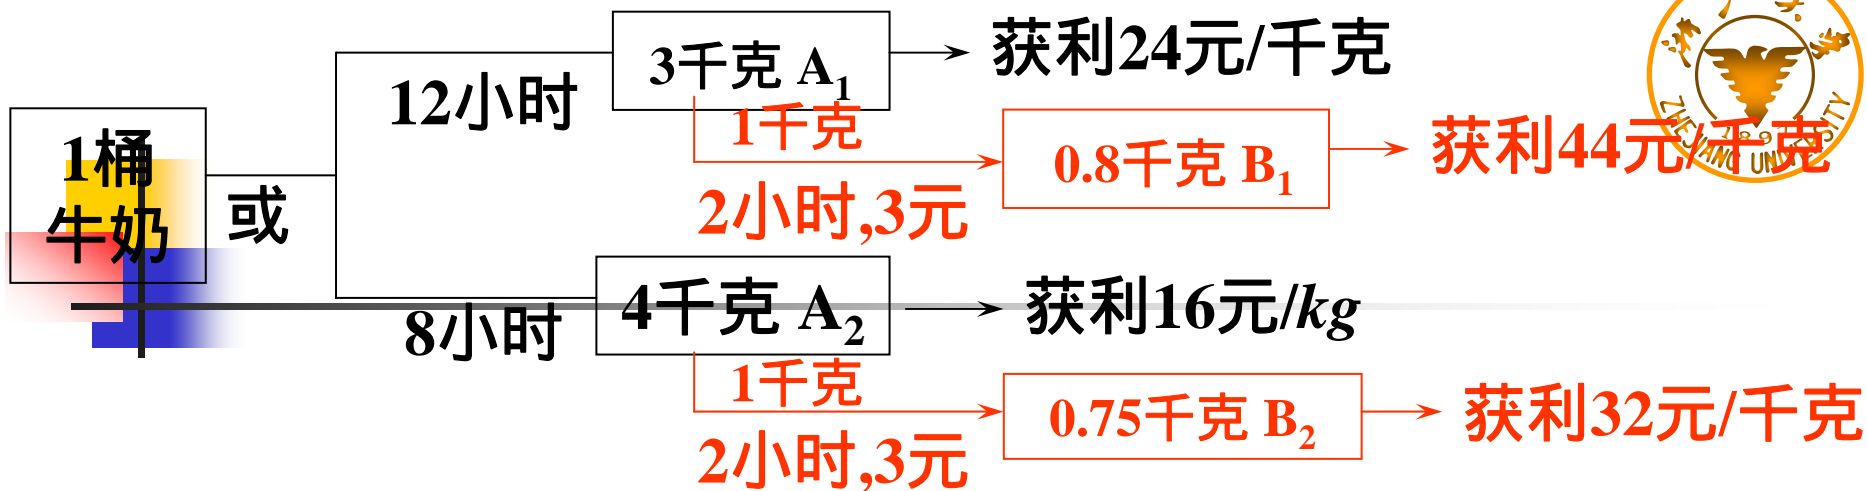 3千克 A1
获利24元/千克
12小时
1千克
1桶
牛奶
0.8千克 B1
获利44元/千克
或
2小时,3元
4千克 A2
获利16元/kg
8小时
1千克
0.75千克 B2
获利32元/千克
2小时,3元
ZHEJIANG UNIVERSITY